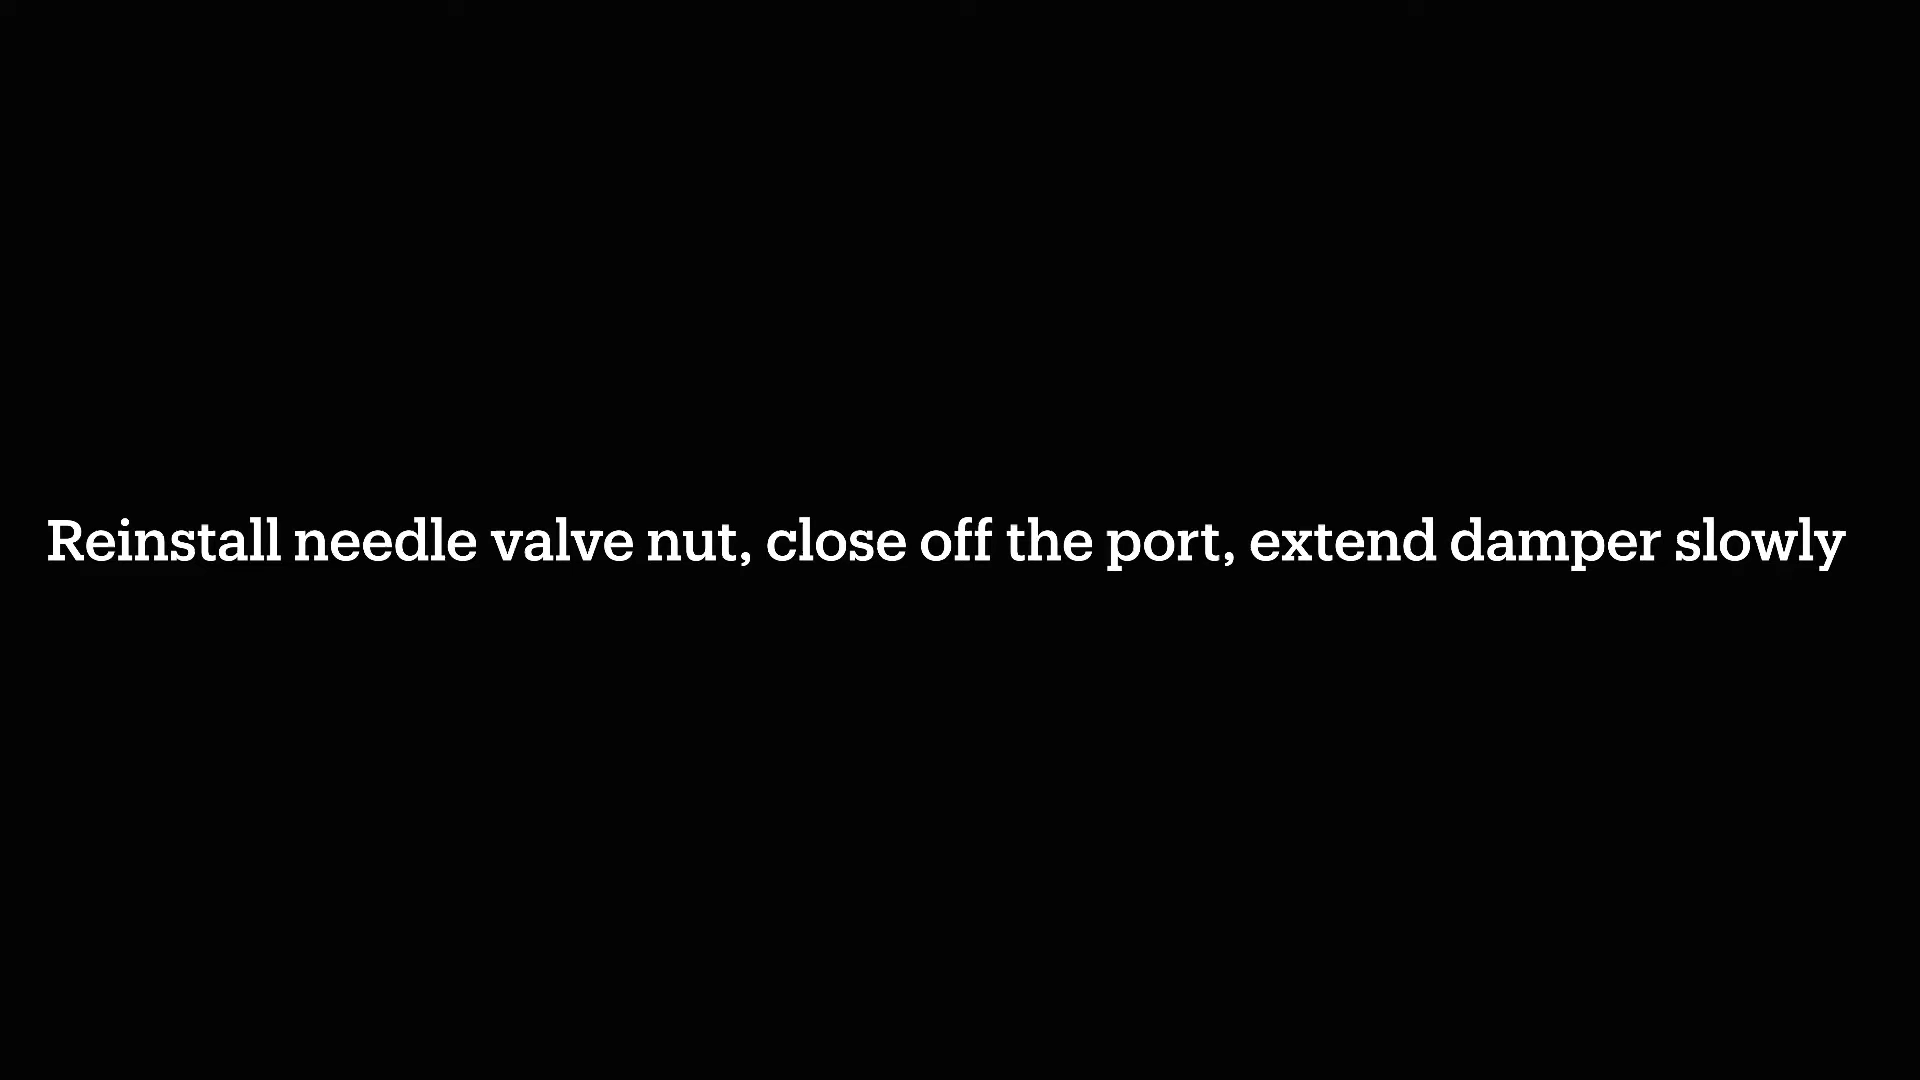 Reinstall needle valve nut, close off the port, extend damper slowly